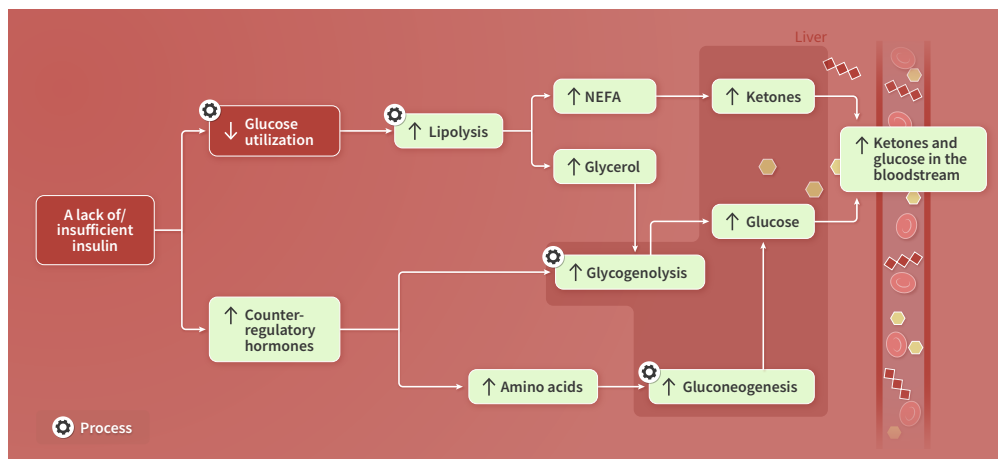 Liver
↑ NEFA
↑ Ketones
↓ Glucose
utilization
↑ Lipolysis
↑ Ketones and
glucose in the
bloodstream
↑ Glycerol
A lack of/
insufficient
insulin
↑ Glucose
↑ Glycogenolysis
↑ Counter-
regulatory
hormones
↑ Amino acids
↑ Gluconeogenesis
Process